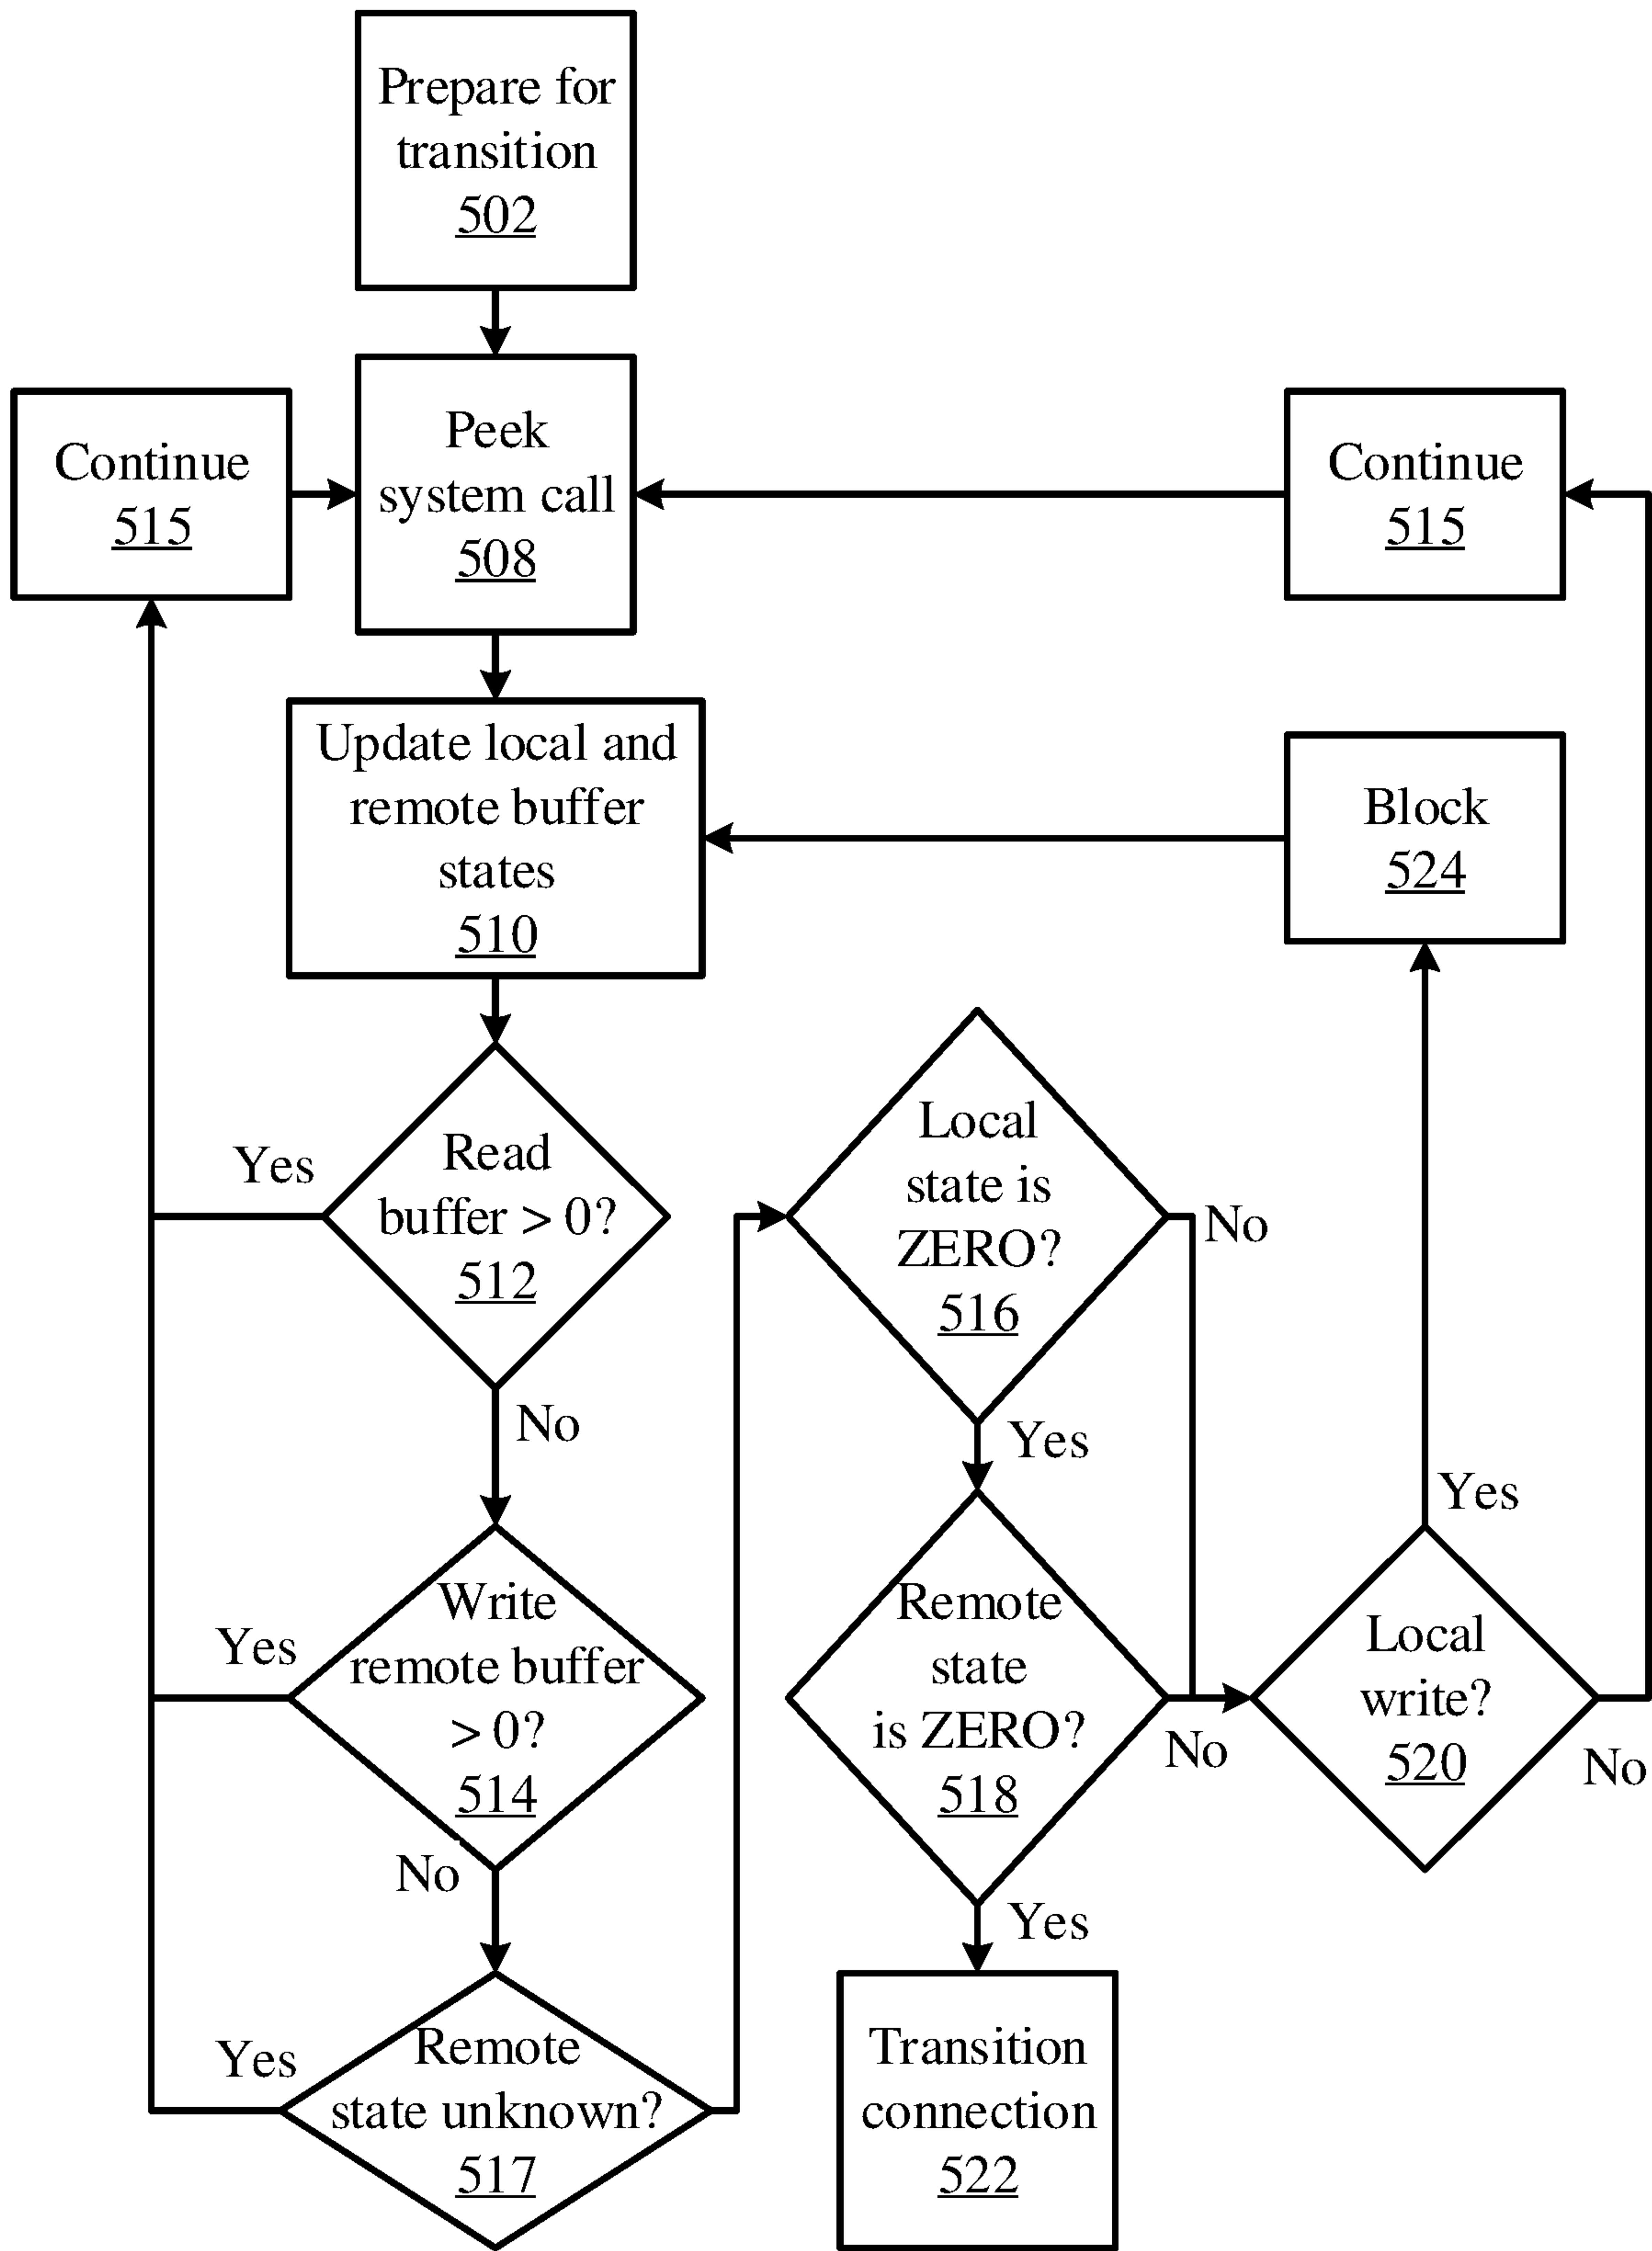 Prepare for
transition
502
Continue
515
Peek
system call
508
Continue
515
Update local and
remote buffer
states
510
Block
524
Yes
Read
buffer > 0?
512
No
Local
state is
ZERO?
516
No
Yes
Yes
Write
remote buffer
> 0?
514
No
Remote
state
is ZERO?
518
No
Yes
Yes
Local
write?
520
No
Yes
Remote
state unknown?
517
Transition
connection
522